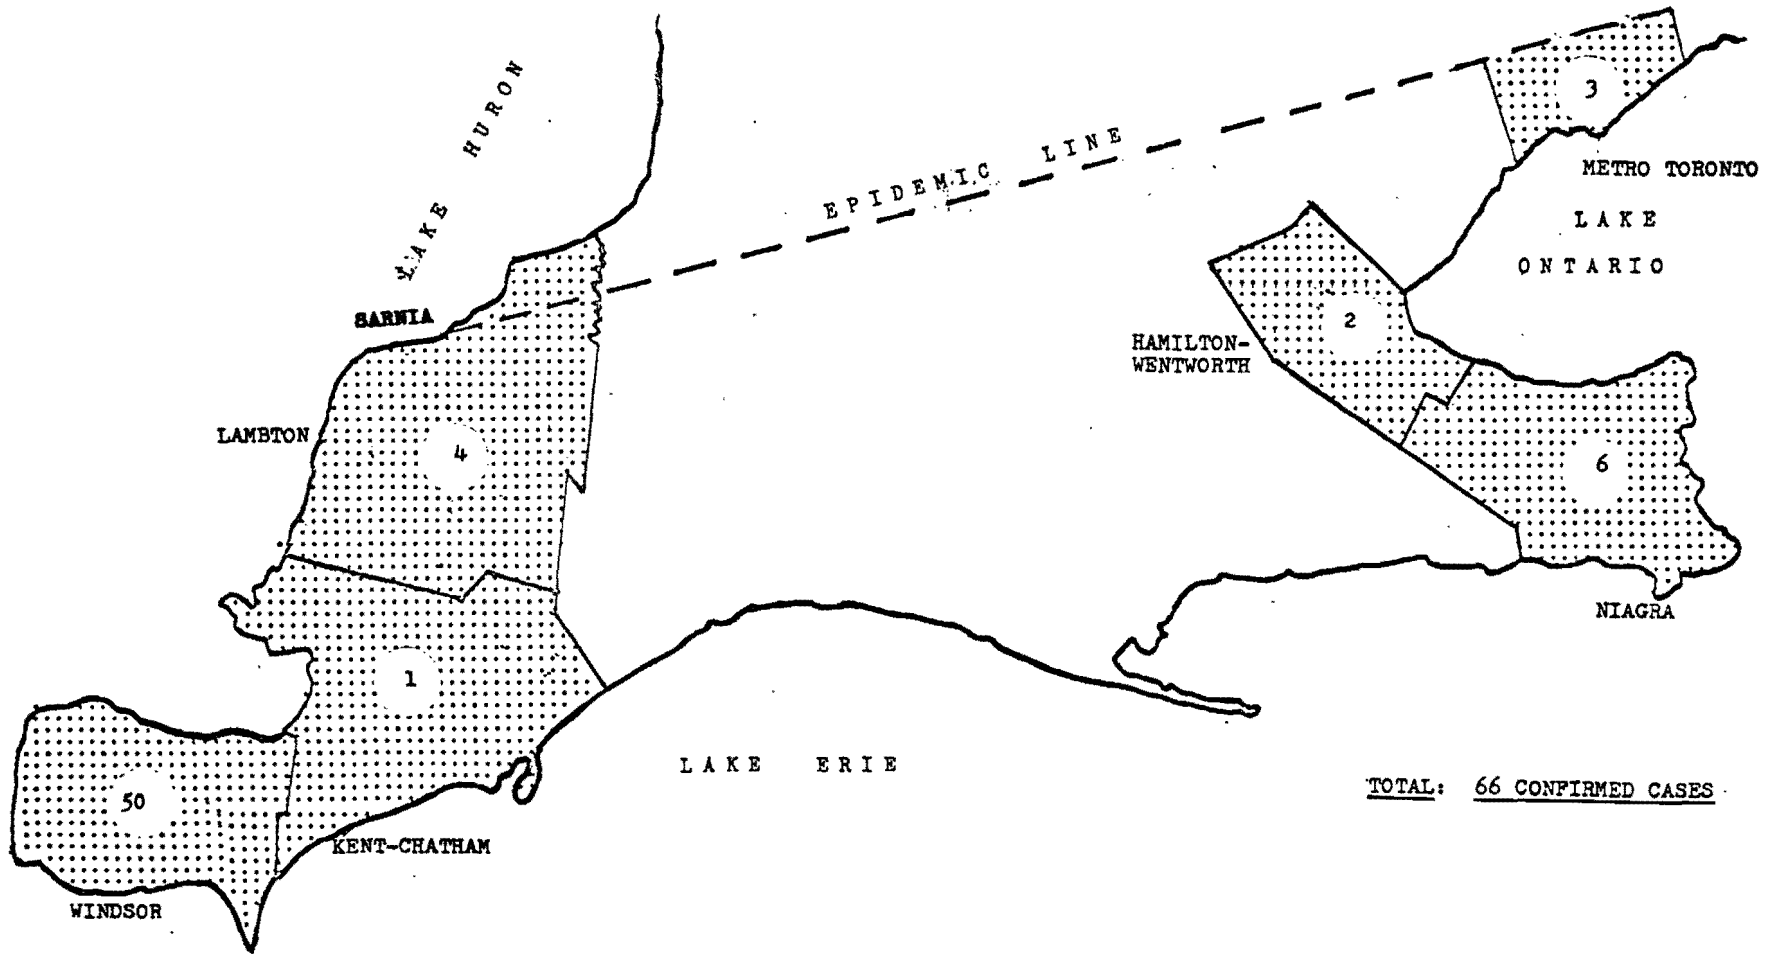 LAKE HURON
EPIDEMIC LINE
3
METRO TORONTO
LAKE
ONTARIO
SARNIA
2
HAMILTON-
WENTWORTH
LAMBTON
4
6
NIAGRA
1
50
LAKE ERIE
TOTAL: 66 CONFIRMED CASES
KENT-CHATHAM
WINDSOR